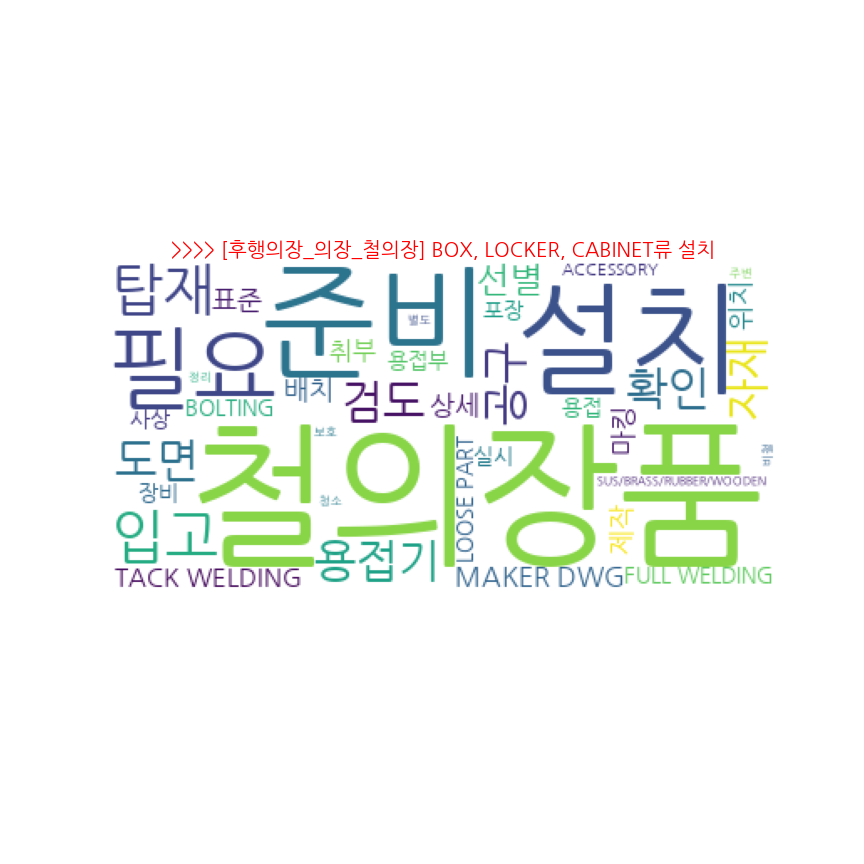 >>>> [후행의장_의장_철의장] BOX, LOCKER, CABINET류 설치
탑재
표준
준비
선별
ACCESSORY
주변
설치
포장
위치
별도
필요
취부
용접부
공구
정리
배치
확인
자재
BOLTING
검도
상세
용접
사상
마킹
보호
도면
철의장품
LOOSE PART
실시
비철
SUS/BRASS/RUBBER/WOODEN
장비
청소
입고
용접기
제작
TACK WELDING
MAKER DWG
FULL WELDING